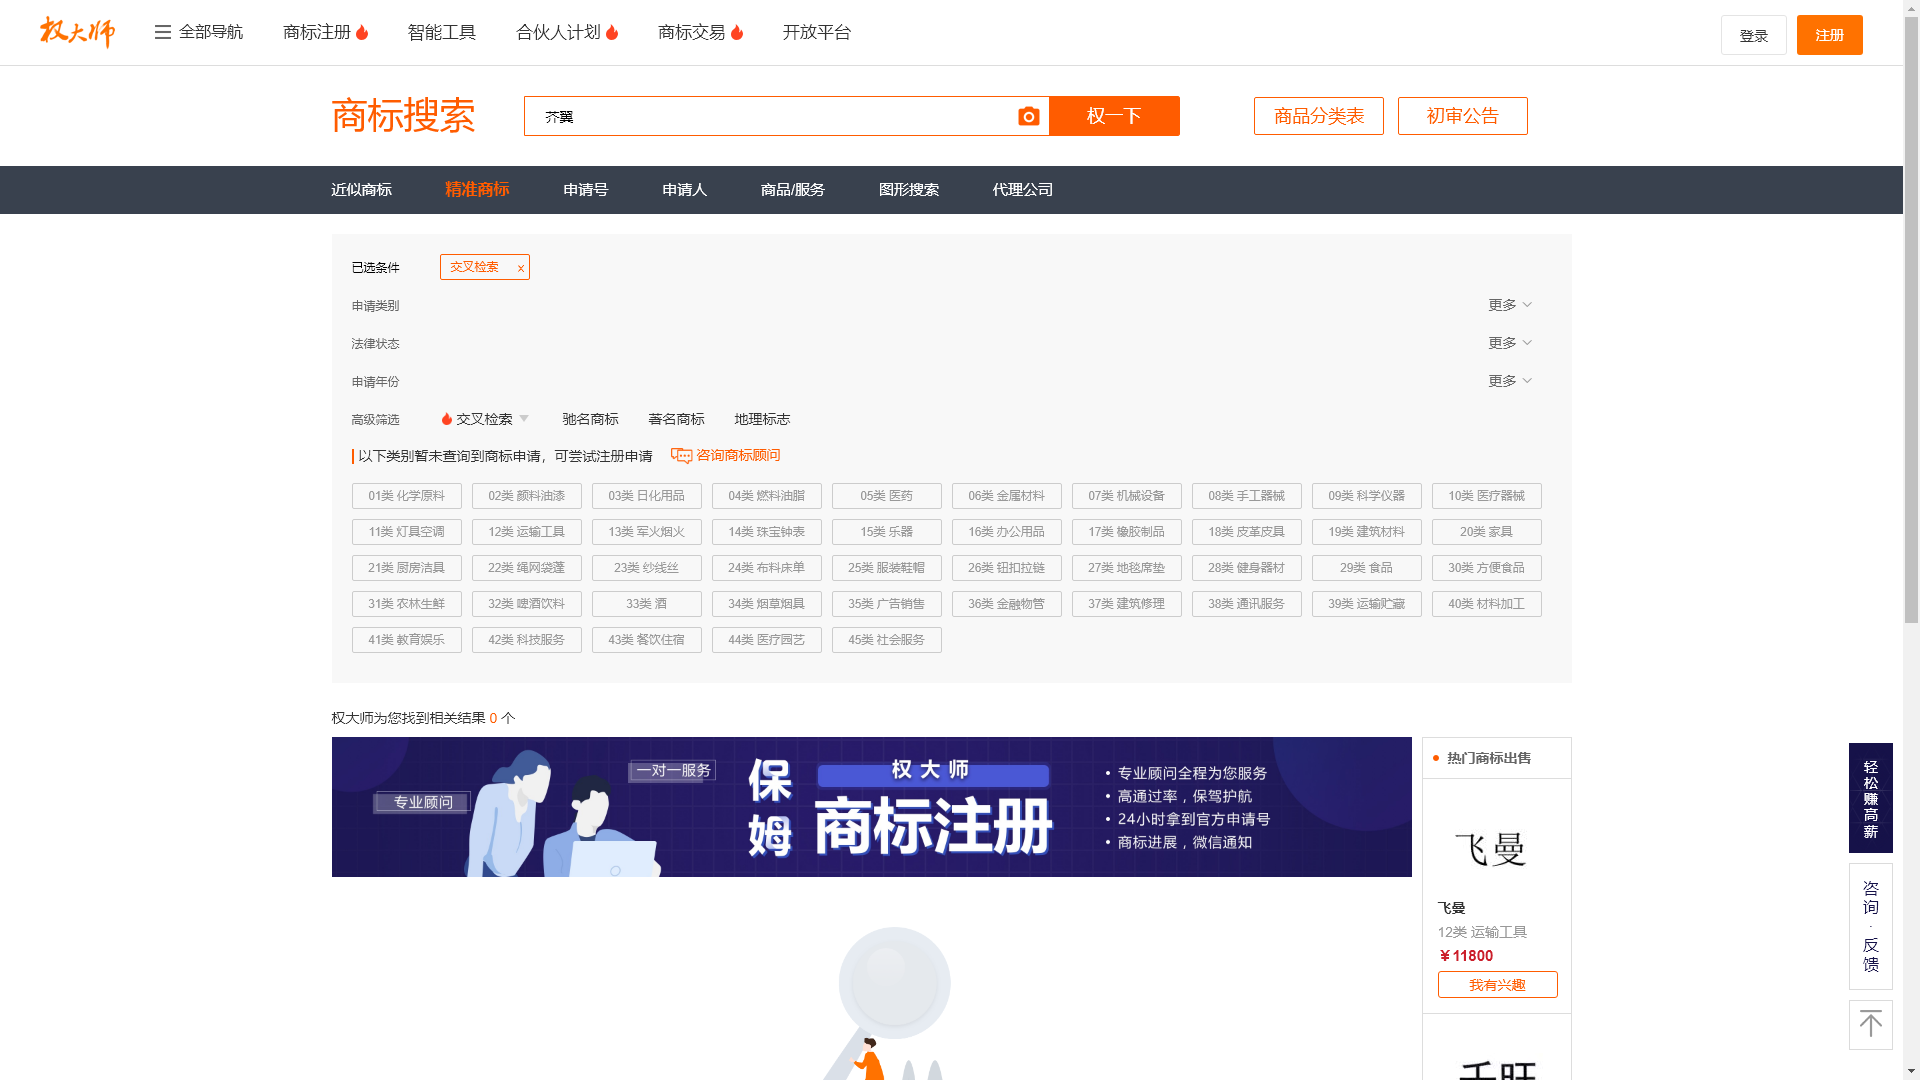 权大师
全部导航 商标注册 智能工具 合伙人计划 商标交易 开放平台 登录 注册
商标搜索 芥翼 权一下 商品分类表 初审公告
近似商标 精准商标 申请号 申请人 商品/服务 图形搜索 代理公司
已选条件 交叉检索 x
申请类别 更多
法律状态 更多
申请年份 更多
高级筛选 交叉检索 驰名商标 著名商标 地理标志
以下类别暂未查询到商标申请，可尝试注册申请 咨询商标顾问
01类 化学原料 02类 颜料油漆 03类 日化用品 04类 燃料油脂 05类 医药 06类 金属材料 07类 机械设备 08类 手工器械 09类 科学仪器 10类 医疗器械
11类 灯具空调 12类 运输工具 13类 军火烟火 14类 珠宝钟表 15类 乐器 16类 办公用品 17类 橡胶制品 18类 皮革皮具 19类 建筑材料 20类 家具
21类 厨房洁具 22类 绳网袋蓬 23类 纱线丝 24类 布料床单 25类 服装鞋帽 26类 钮扣拉链 27类 地毯席垫 28类 健身器材 29类 食品 30类 方便食品
31类 农林生鲜 32类 啤酒饮料 33类 酒 34类 烟草烟具 35类 广告销售 36类 金融物管 37类 建筑修理 38类 通讯服务 39类 运输贮藏 40类 材料加工
41类 教育娱乐 42类 科技服务 43类 餐饮住宿 44类 医疗园艺 45类 社会服务
权大师为您找到相关结果 0 个
专业顾问
一对一服务
保姆
权大师
商标注册
• 专业顾问全程为您服务
• 高通过率，保驾护航
• 24小时拿到官方申请号
• 商标进展，微信通知
热门商标出售
飞曼
飞曼
12类 运输工具
￥11800
我有兴趣
千旺
轻松赚高薪
咨询·反馈